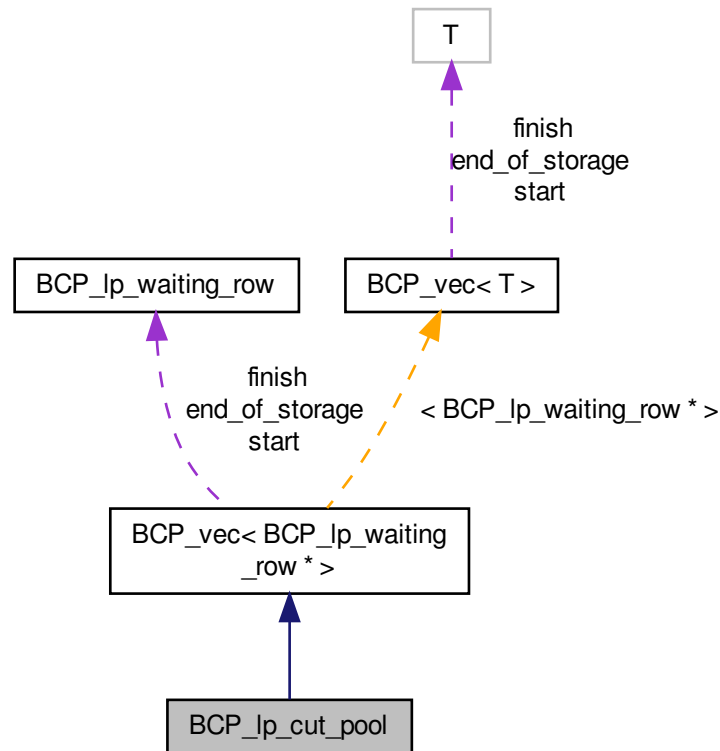 T
finish
end_of_storage
start
BCP_lp_waiting_row
BCP_vec< T >
finish
end_of_storage
start
< BCP_lp_waiting_row * >
BCP_vec< BCP_lp_waiting
_row * >
BCP_lp_cut_pool